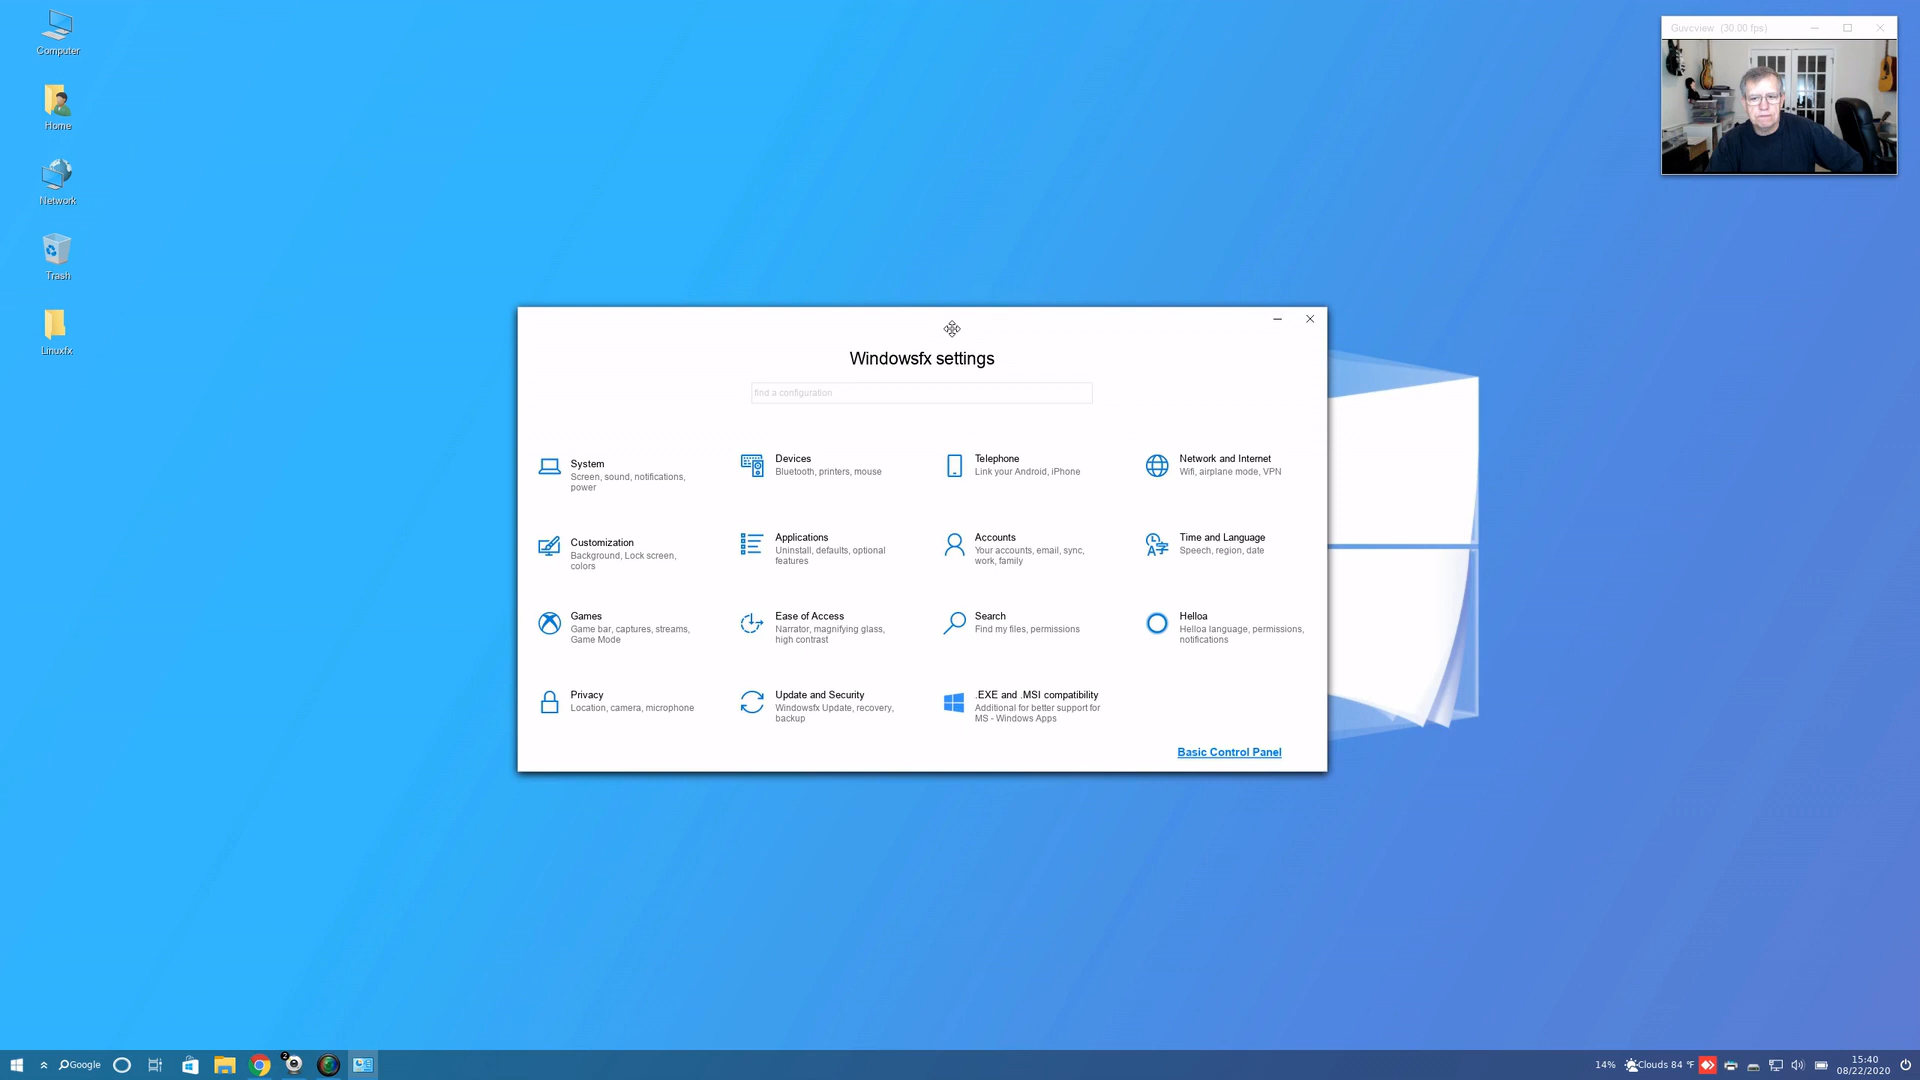 Computer
Home
Network
Trash
Linuxfx
Guvcview (30.00 fps)
Windowsfx settings
find a configuration
System
Screen, sound, notifications,
power
Devices
Bluetooth, printers, mouse
Telephone
Link your Android, iPhone
Network and Internet
Wifi, airplane mode, VPN
Customization
Background, Lock screen,
colors
Applications
Uninstall, defaults, optional
features
Accounts
Your accounts, email, sync,
work, family
Time and Language
Speech, region, date
Games
Game bar, captures, streams,
Game Mode
Ease of Access
Narrator, magnifying glass,
high contrast
Search
Find my files, permissions
Helloa
Helloa language, permissions,
notifications
Privacy
Location, camera, microphone
Update and Security
Windowsfx Update, recovery,
backup
.EXE and .MSI compatibility
Additional for better support for
MS - Windows Apps
Basic Control Panel
Google
2
14%
Clouds 84 °F
15:40
08/22/2020